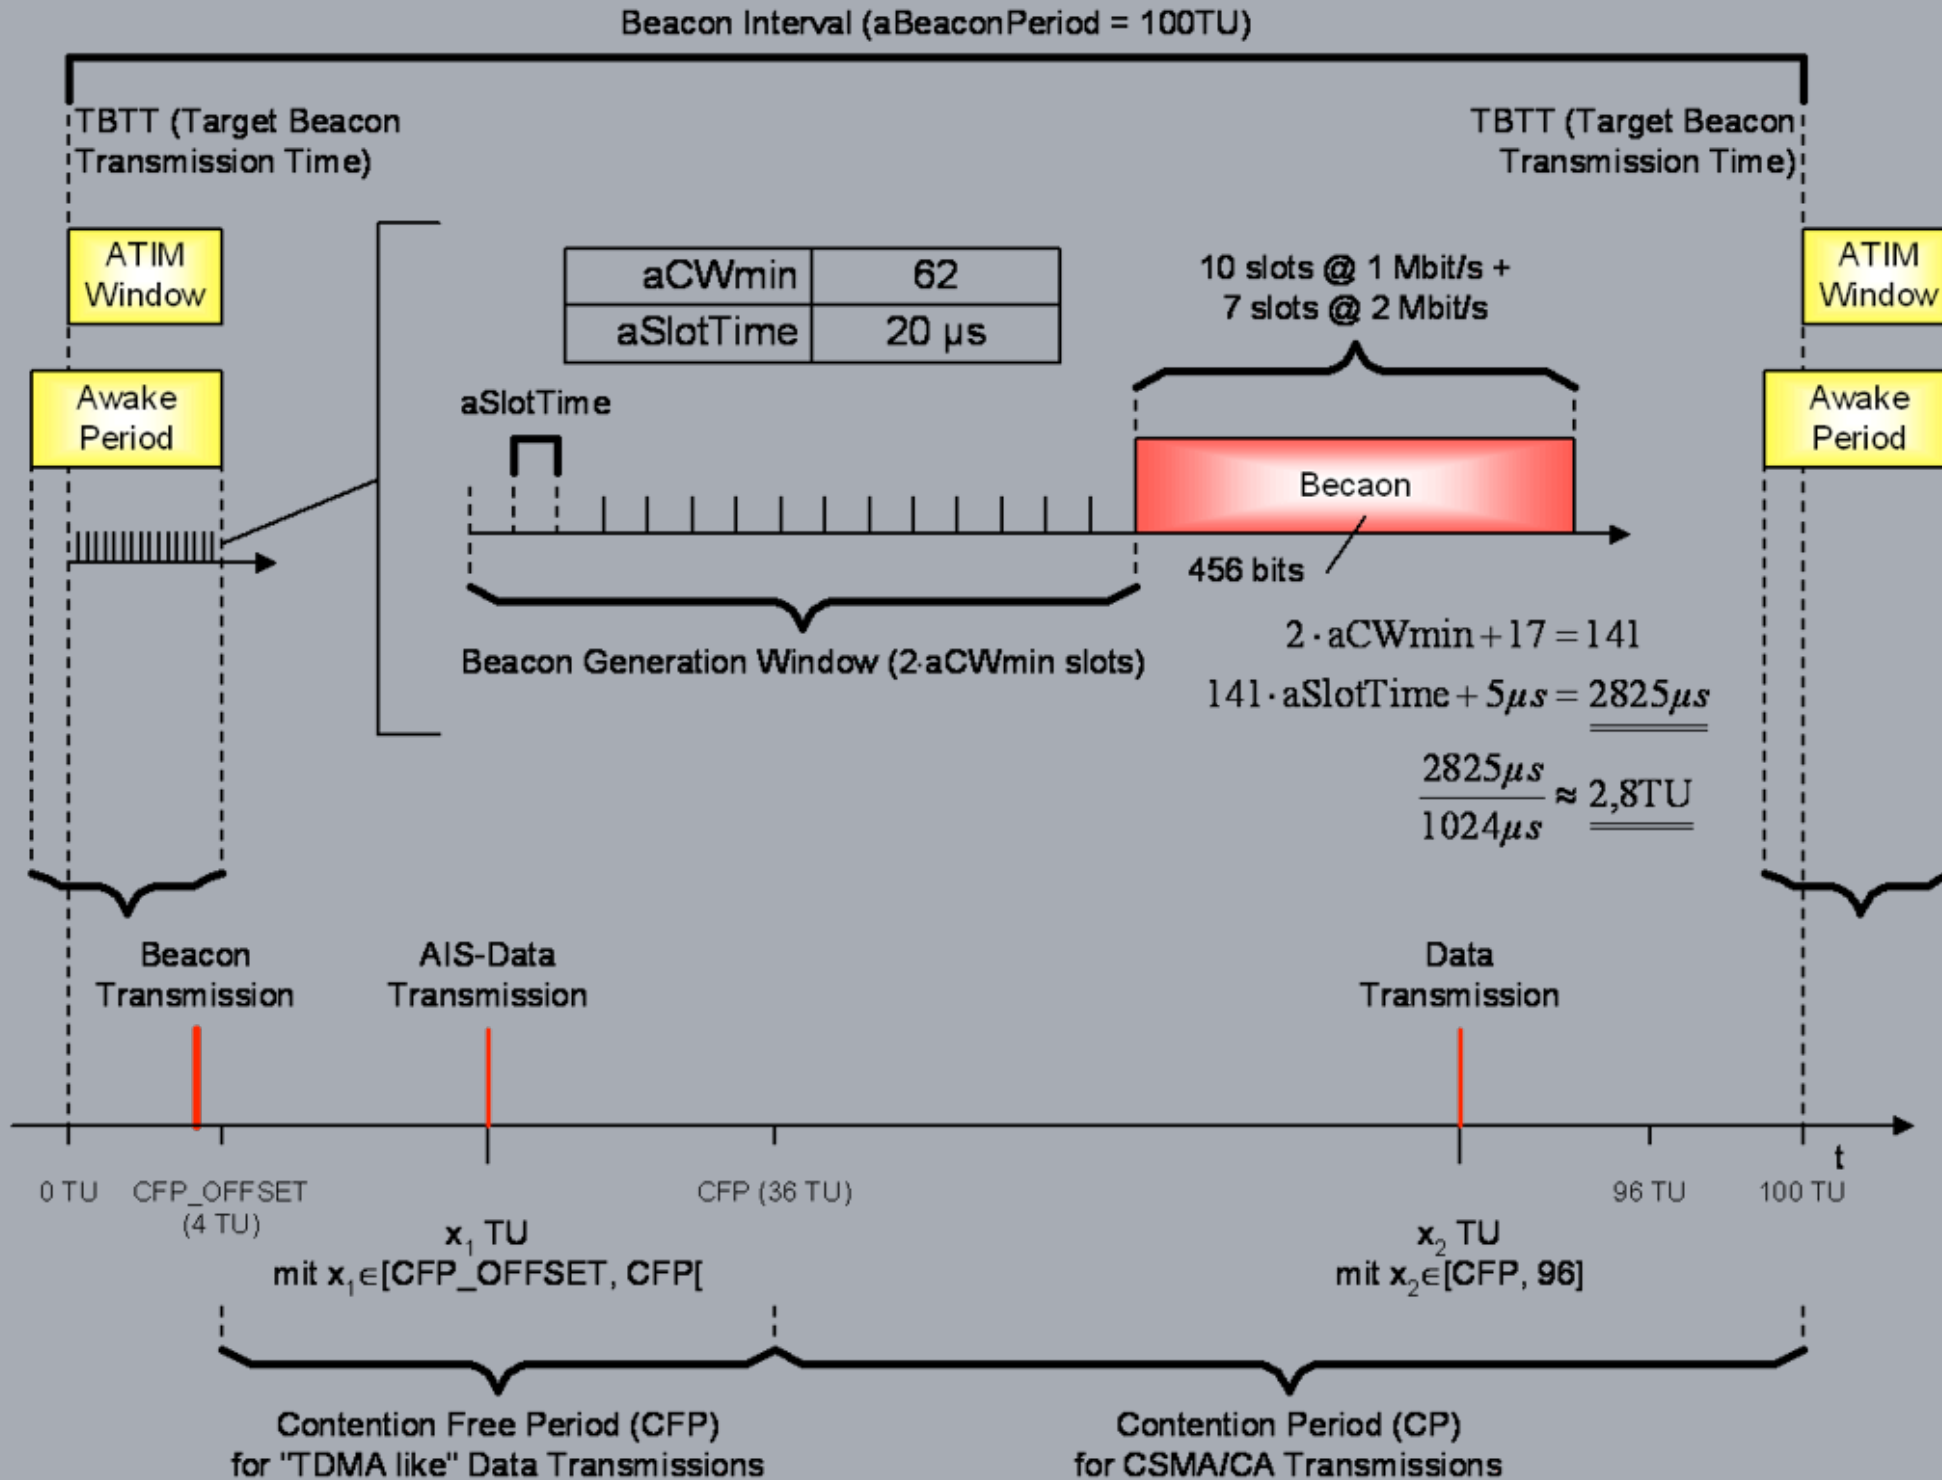 Beacon Interval (aBeaconPeriod = 100TU)
TBTT (Target Beacon
Transmission Time)
TBTT (Target Beacon
Transmission Time)
ATIM
Window
aCWmin 62
aSlotTime 20 µs
10 slots @ 1 Mbit/s +
7 slots @ 2 Mbit/s
ATIM
Window
Awake
Period
aSlotTime
Awake
Period
Becaon
456 bits
Beacon Generation Window (2·aCWmin slots)
2·aCWmin+17=141
141·aSlotTime+5µs=2825µs
2825µs
1024µs
≈ 2,8TU
Beacon
Transmission
AIS-Data
Transmission
Data
Transmission
t
0 TU
CFP_OFFSET
(4 TU)
CFP (36 TU)
96 TU
100 TU
x₁ TU
mit x₁∈[CFP_OFFSET, CFP[
x₂ TU
mit x₂∈[CFP, 96]
Contention Free Period (CFP)
for "TDMA like" Data Transmissions
Contention Period (CP)
for CSMA/CA Transmissions